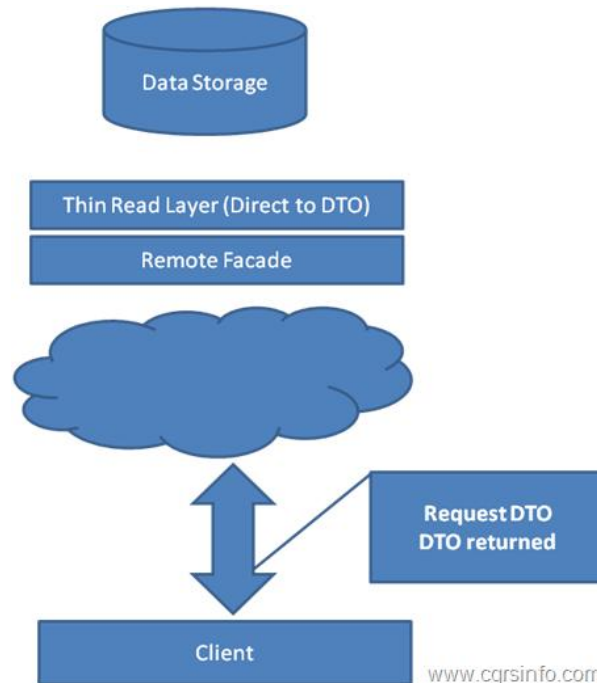 Data Storage
Thin Read Layer (Direct to DTO)
Remote Facade
Request DTO
DTO returned
Client
www.cqrsinfo.com